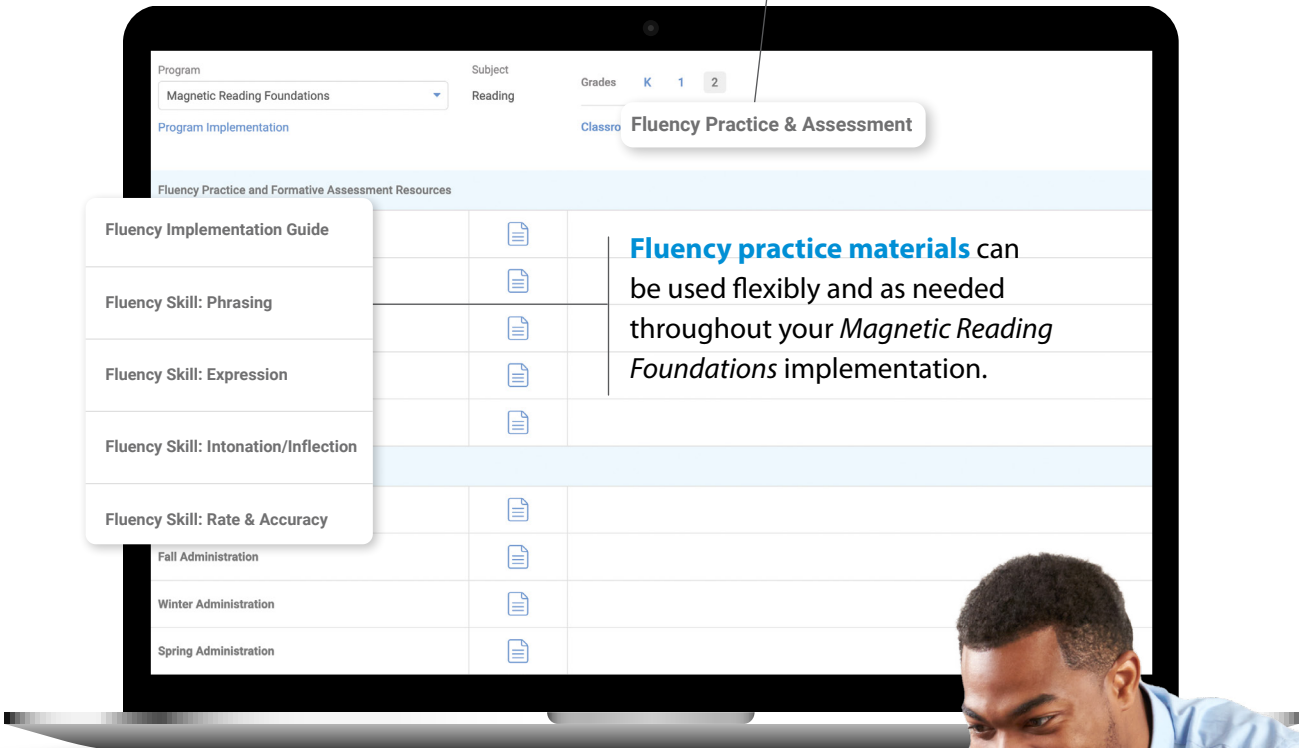 Program
Subject
Grades K 1 2
Magnetic Reading Foundations
Reading
Program Implementation
Classro
Fluency Practice & Assessment
Fluency Practice and Formative Assessment Resources
Fluency Implementation Guide
Fluency Skill: Phrasing
Fluency Skill: Expression
Fluency Skill: Intonation/Inflection
Fluency Skill: Rate & Accuracy
Fluency practice materials can
be used flexibly and as needed
throughout your Magnetic Reading
Foundations implementation.
Fall Administration
Winter Administration
Spring Administration